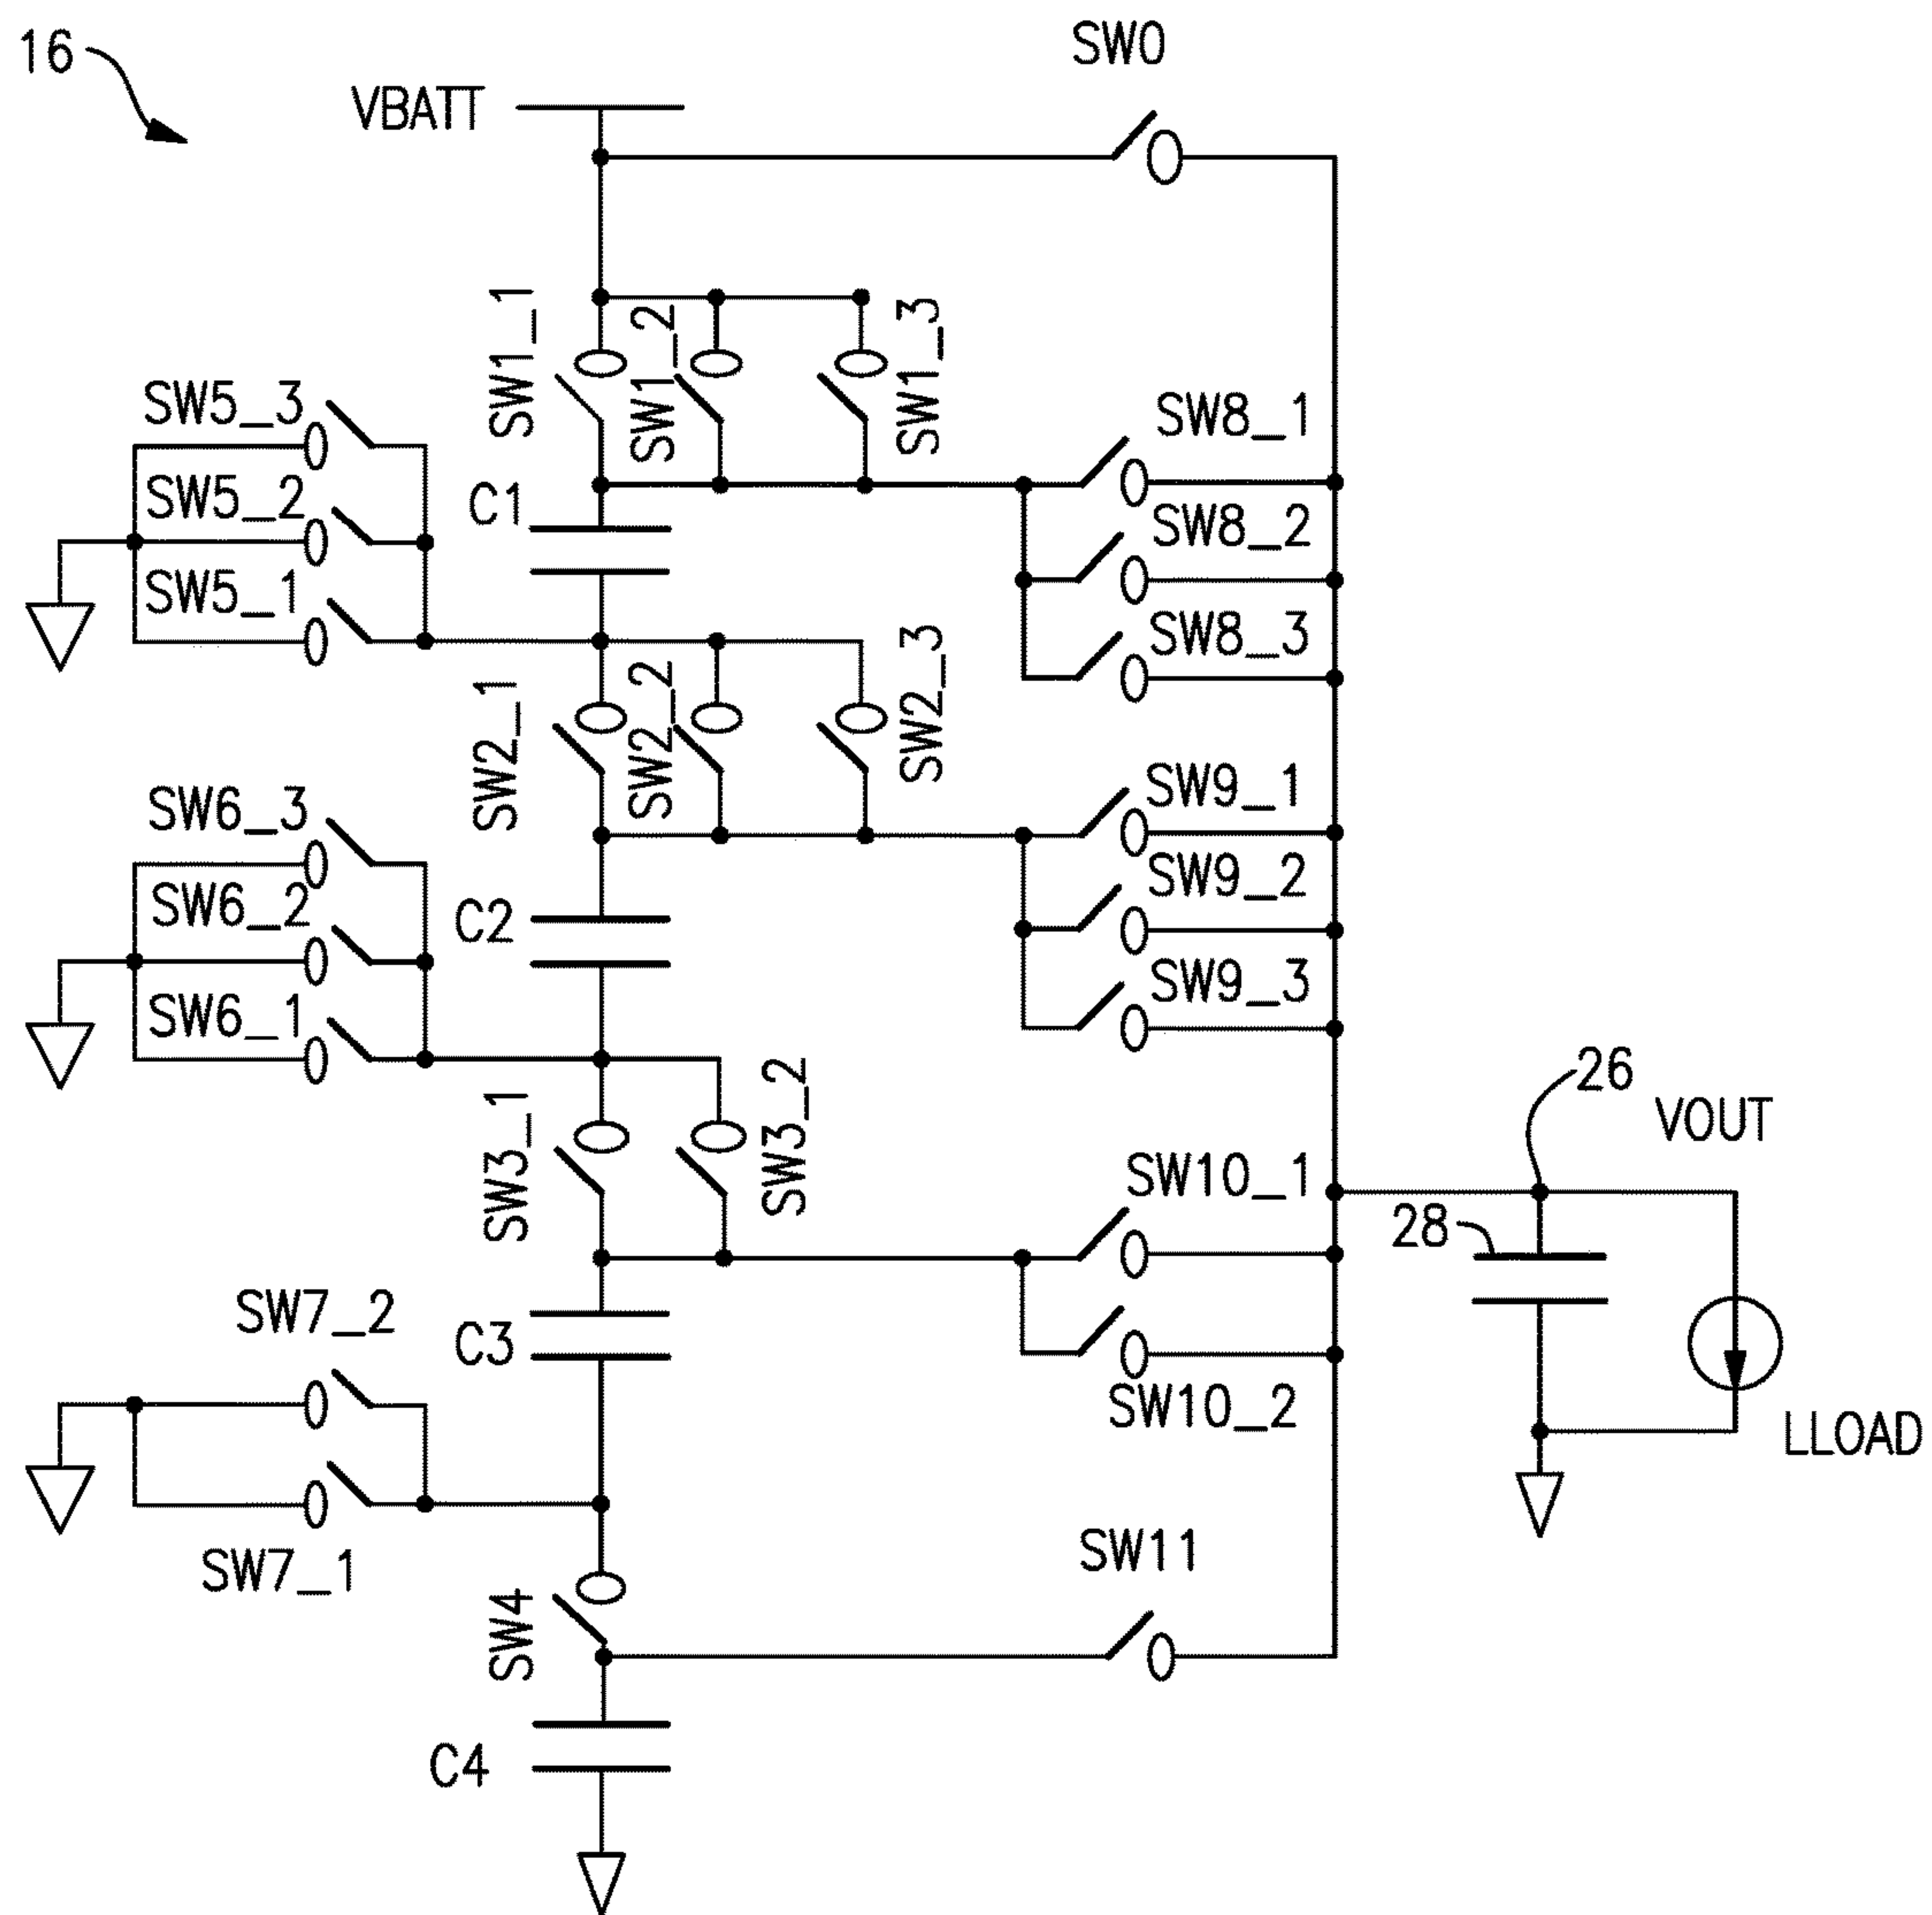 16
VBATT
SW0
SW1_1
SW1_2
SW1_3
SW5_3
SW5_2
SW5_1
C1
SW8_1
SW8_2
SW8_3
SW2_1
SW2_2
SW2_3
SW6_3
SW6_2
SW6_1
C2
SW9_1
SW9_2
SW9_3
SW3_1
SW3_2
26
VOUT
SW10_1
28
SW7_2
C3
SW10_2
LLOAD
SW7_1
SW4
SW11
C4